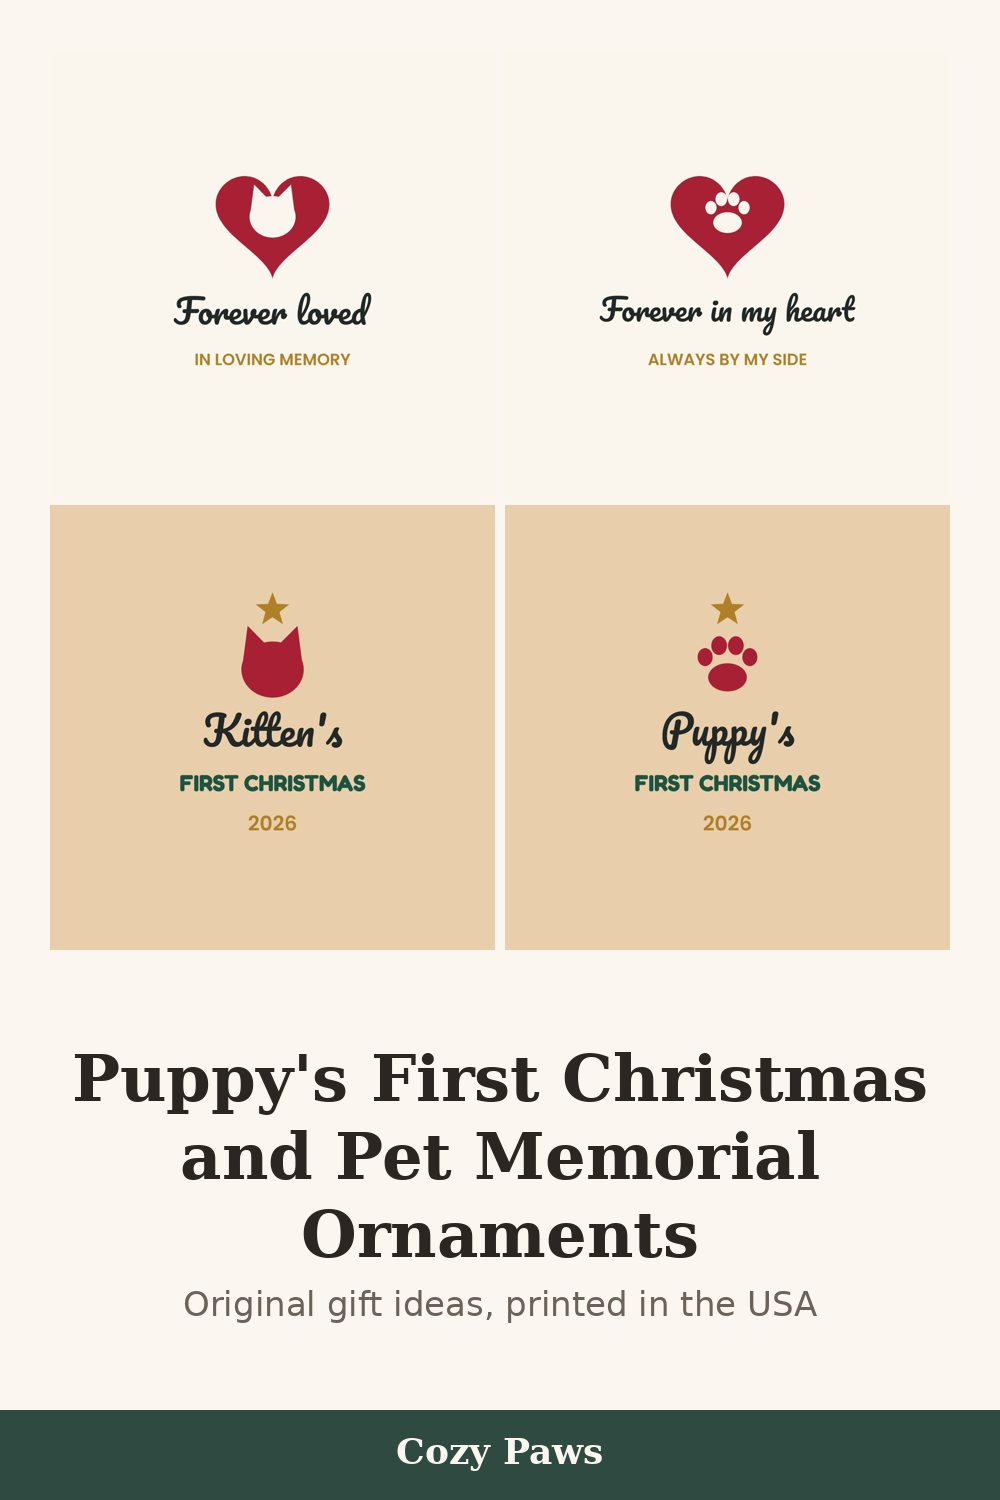 Forever loved
IN LOVING MEMORY
Forever in my heart
ALWAYS BY MY SIDE
Kitten's
FIRST CHRISTMAS
2026
Puppy's
FIRST CHRISTMAS
2026
Puppy's First Christmas
and Pet Memorial
Ornaments
Original gift ideas, printed in the USA
Cozy Paws